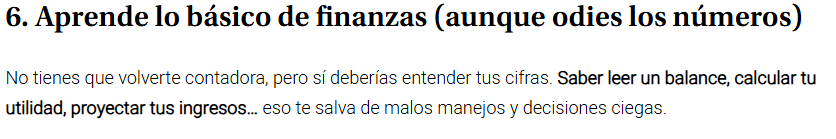 6. Aprende lo básico de finanzas (aunque odies los números)
No tienes que volverte contadora, pero sí deberías entender tus cifras. Saber leer un balance, calcular tu
utilidad, proyectar tus ingresos... eso te salva de malos manejos y decisiones ciegas.